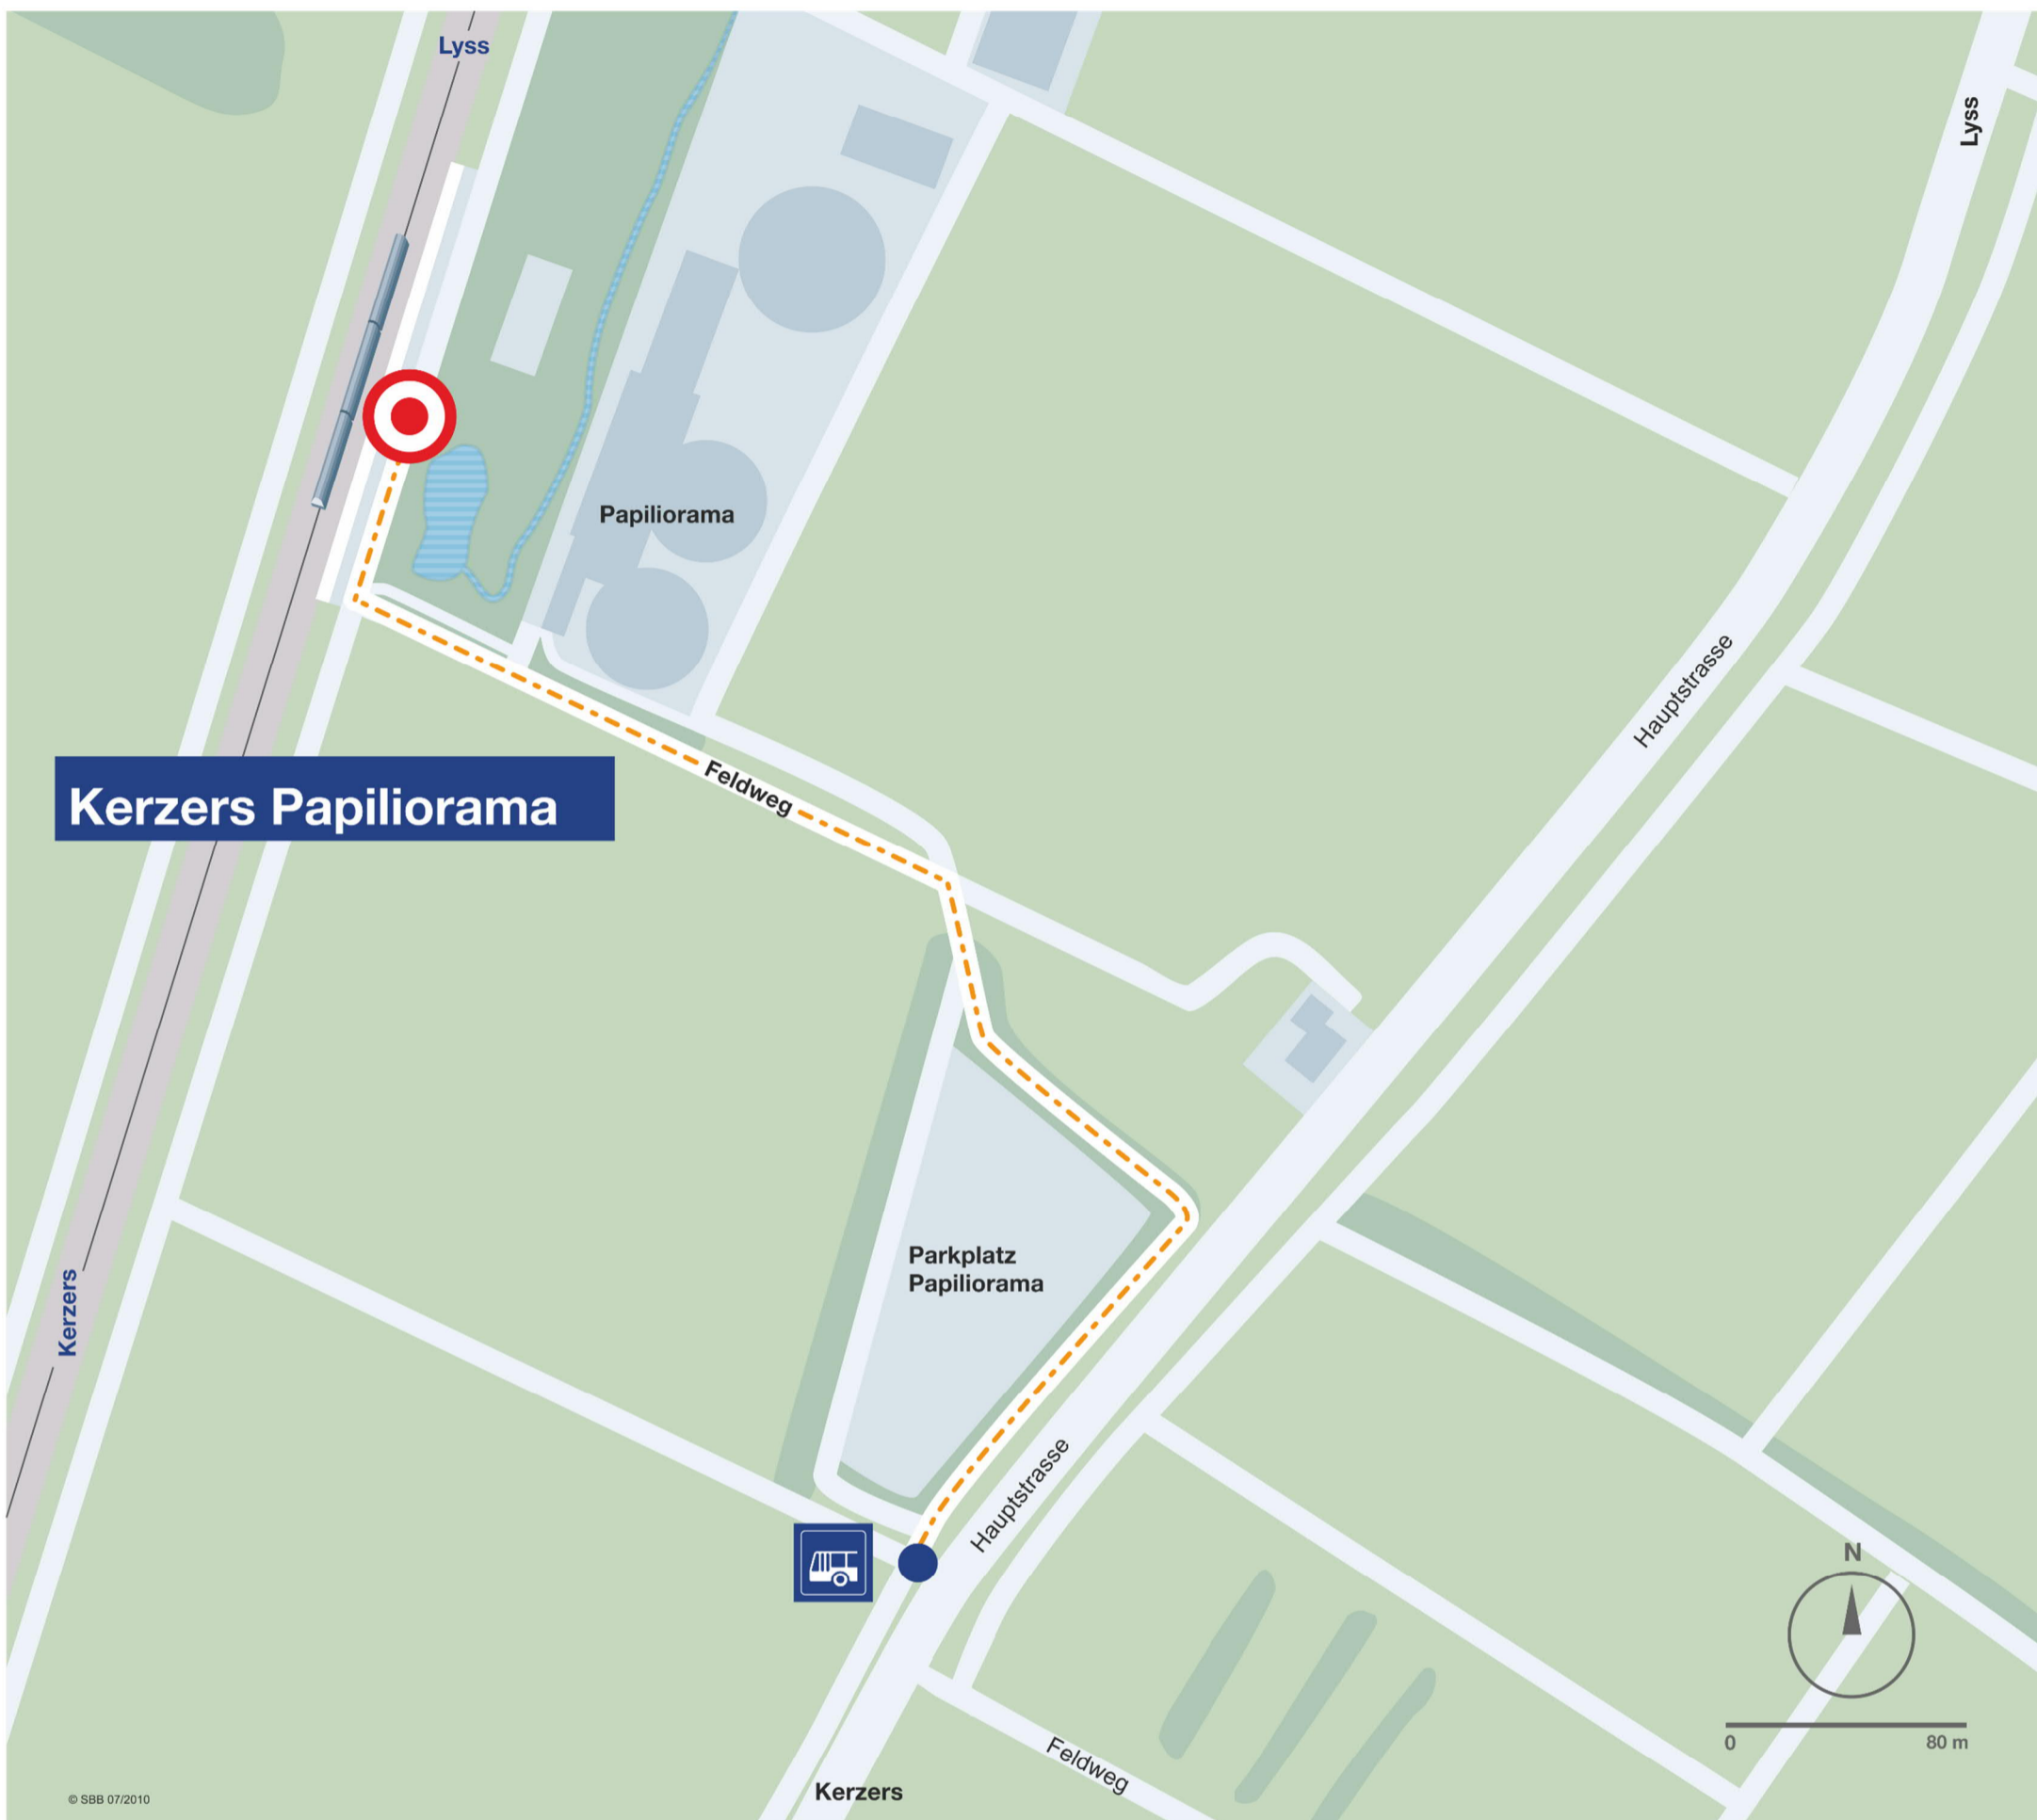 Lyss
Lyss
Papiliorama
Hauptstrasse
Feldweg
Kerzers Papiliorama
Parkplatz
Papiliorama
Kerzers
Hauptstrasse
N
0 80 m
Feldweg
Kerzers
© SBB 07/2010